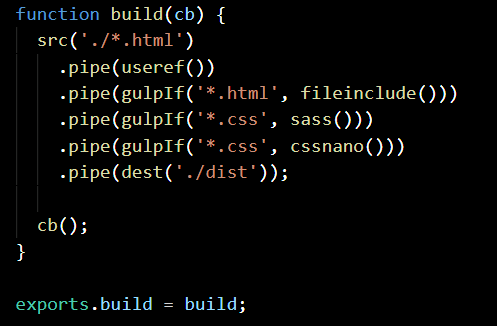 function build(cb) {
  src('./*.html')
    .pipe(useref())
    .pipe(gulpIf('*.html', fileinclude()))
    .pipe(gulpIf('*.css', sass()))
    .pipe(gulpIf('*.css', cssnano()))
    .pipe(dest('./dist'));
  cb();
}
exports.build = build;